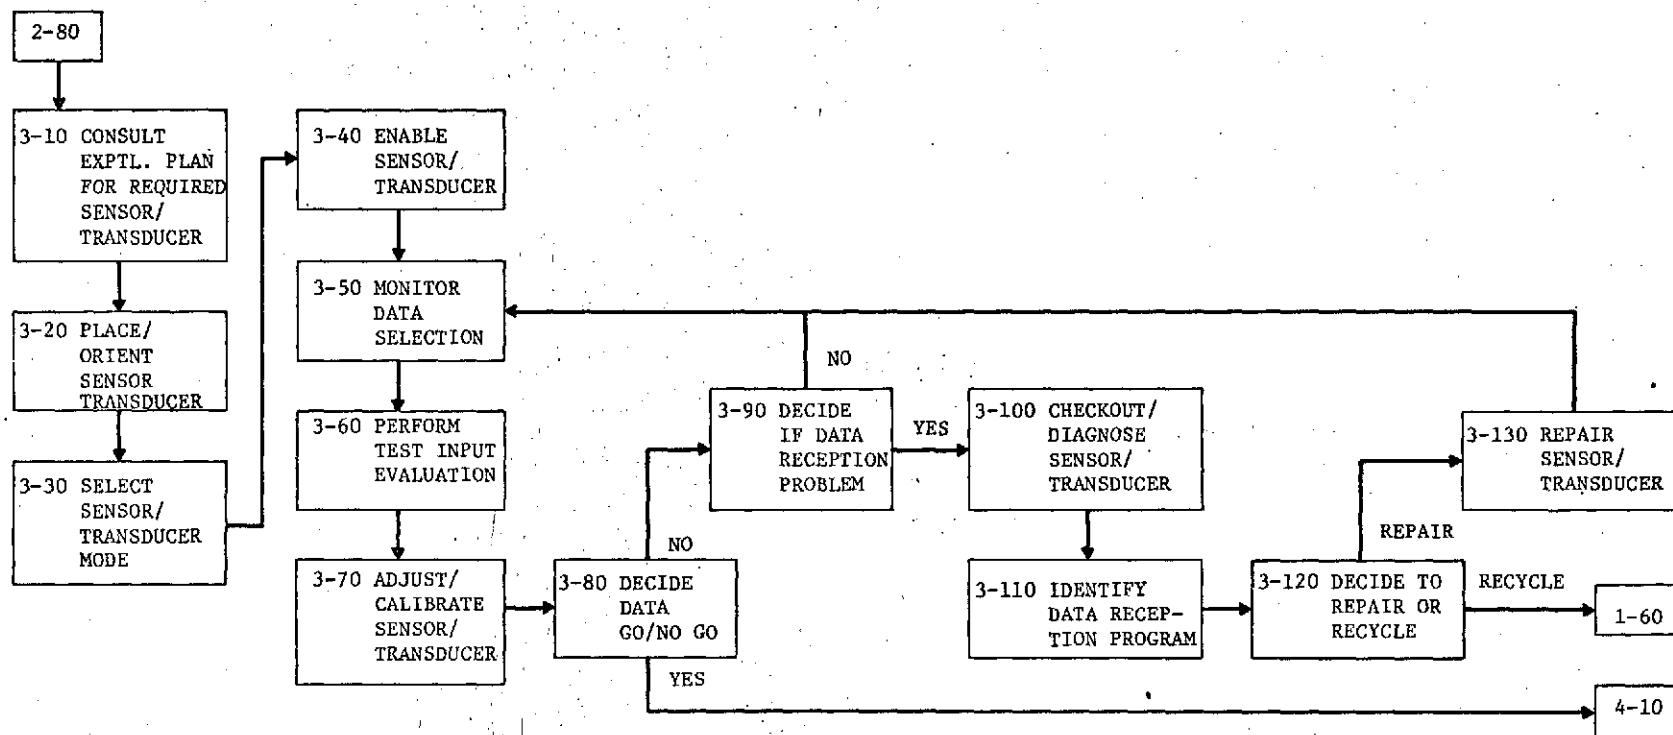 2-80
3-10 CONSULT
EXPTL. PLAN
FOR REQUIRED
SENSOR/
TRANSDUCER
3-20 PLACE/
ORIENT
SENSOR
TRANSDUCER
3-30 SELECT
SENSOR/
TRANSDUCER
MODE
3-40 ENABLE
SENSOR/
TRANSDUCER
3-50 MONITOR
DATA
SELECTION
3-60 PERFORM
TEST INPUT
EVALUATION
3-70 ADJUST/
CALIBRATE
SENSOR/
TRANSDUCER
3-80 DECIDE
DATA
GO/NO GO
NO
YES
3-90 DECIDE
IF DATA
RECEPTION
PROBLEM
NO
YES
3-100 CHECKOUT/
DIAGNOSE
SENSOR/
TRANSDUCER
3-110 IDENTIFY
DATA RECEP-
TION PROGRAM
3-120 DECIDE TO
REPAIR OR
RECYCLE
REPAIR
RECYCLE
3-130 REPAIR
SENSOR/
TRANSDUCER
1-60
4-10